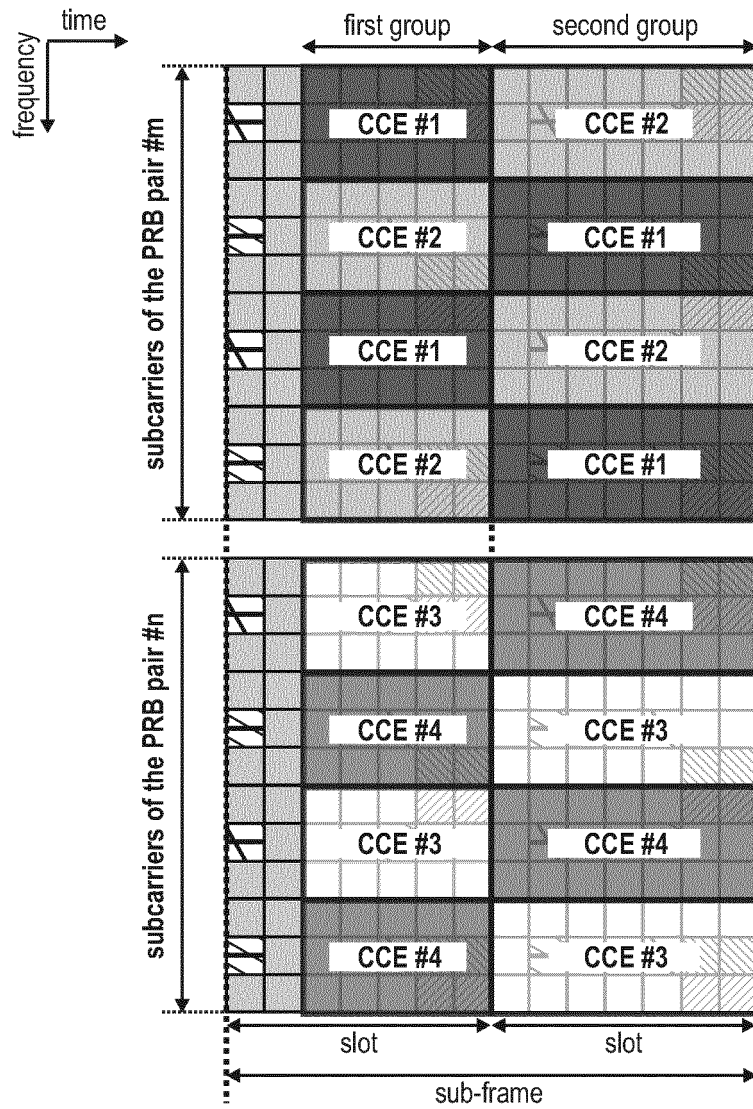 time
frequency
first group
second group
subcarriers of the PRB pair #m
CCE #1
CCE #2
CCE #2
CCE #1
CCE #1
CCE #2
CCE #2
CCE #1
subcarriers of the PRB pair #n
CCE #3
CCE #4
CCE #4
CCE #3
CCE #3
CCE #4
CCE #4
CCE #3
slot
slot
sub-frame